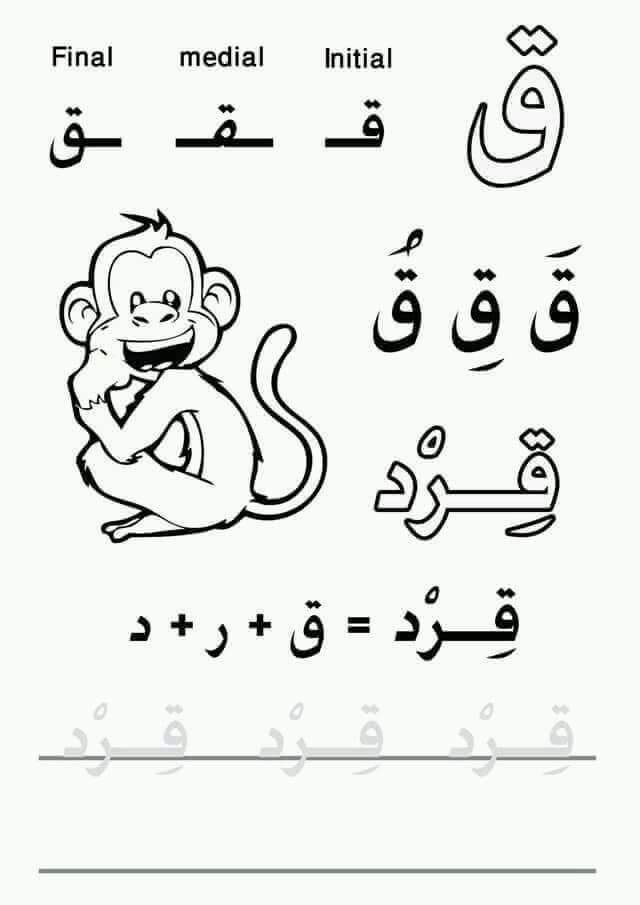 Final medial Initial
ق
قـ ـقـ ـق
قَ قِ قُ
قِـرْد
قِـرْد = ق + ر + د
قِـرْد قِـرْد قِـرْد